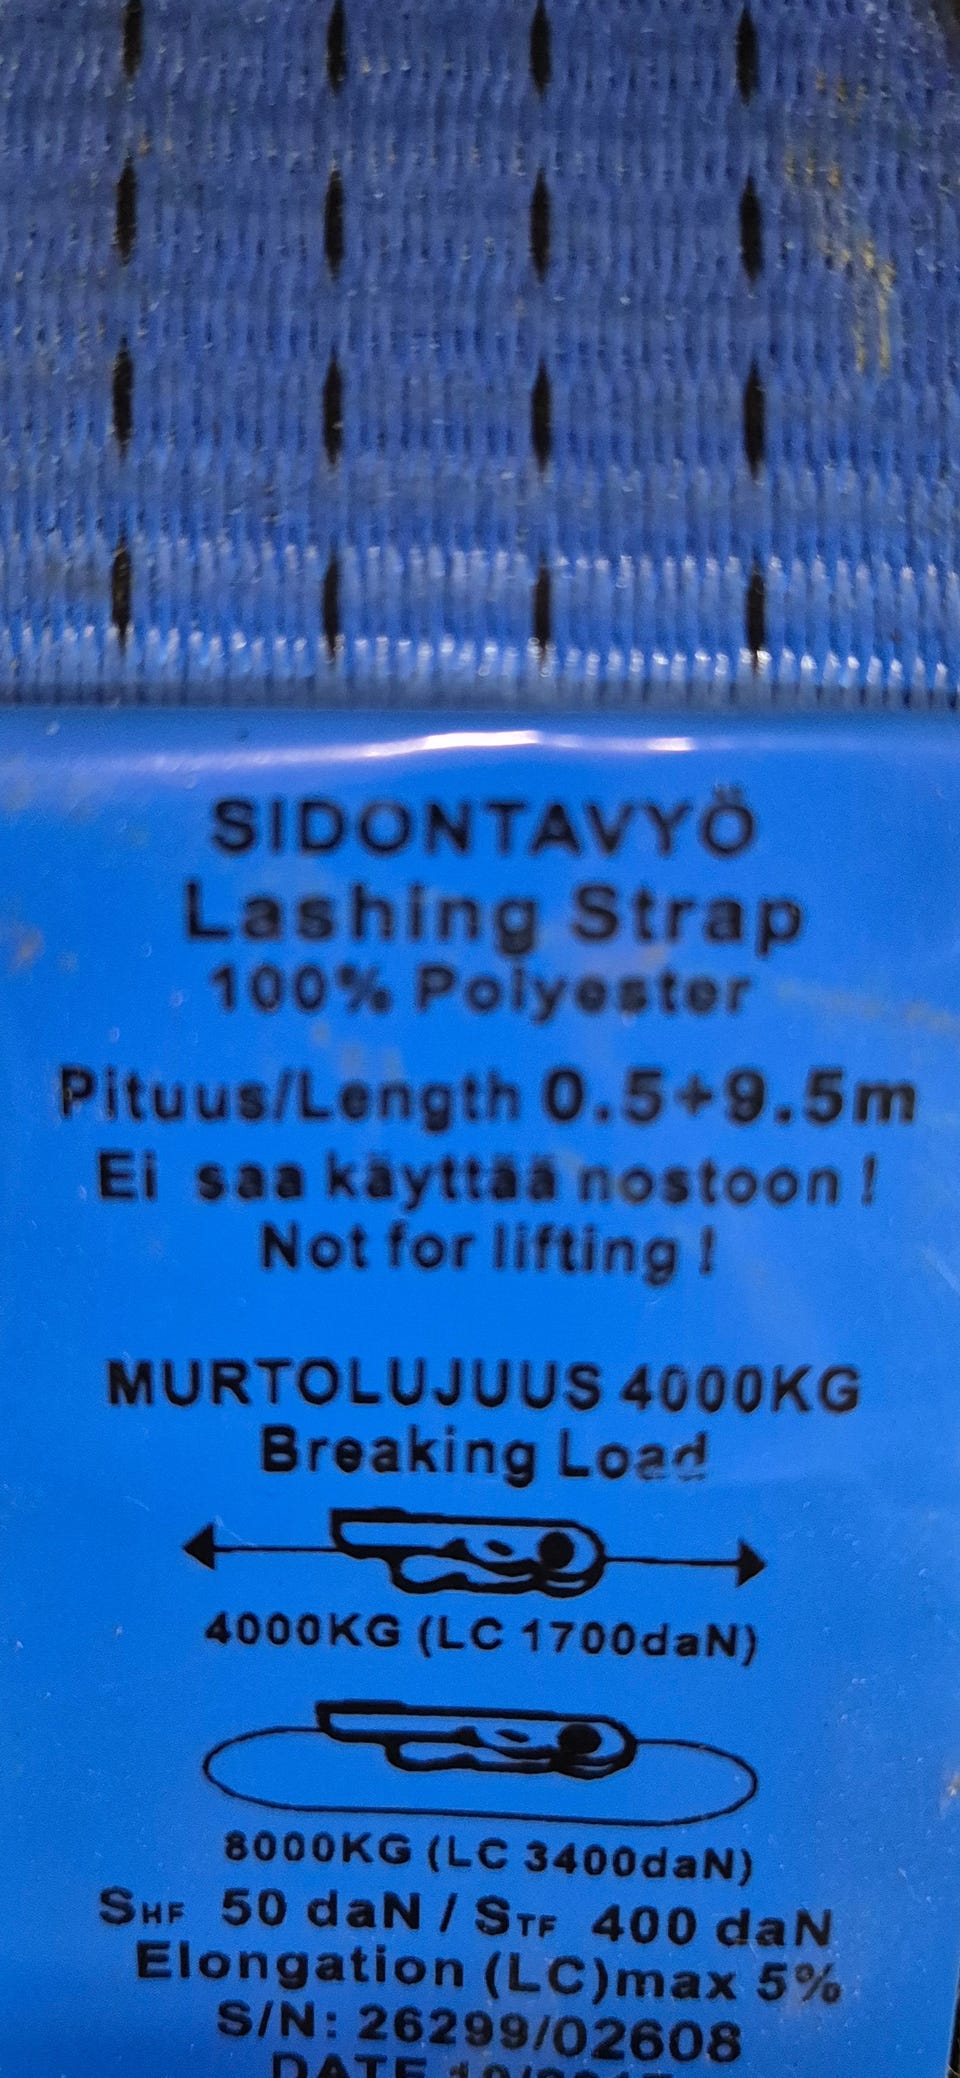 SIDONTAVYÖ
Lashing Strap
100% Polyester
Pituus/Length 0.5+9.5m
Ei saa käyttää nostoon !
Not for lifting !
MURTOLUJUUS 4000KG
Breaking Load
4000KG (LC 1700daN)
8000KG (LC 3400daN)
SHF 50 daN / STF 400 daN
Elongation (LC)max 5%
S/N: 26299/02608
DATE